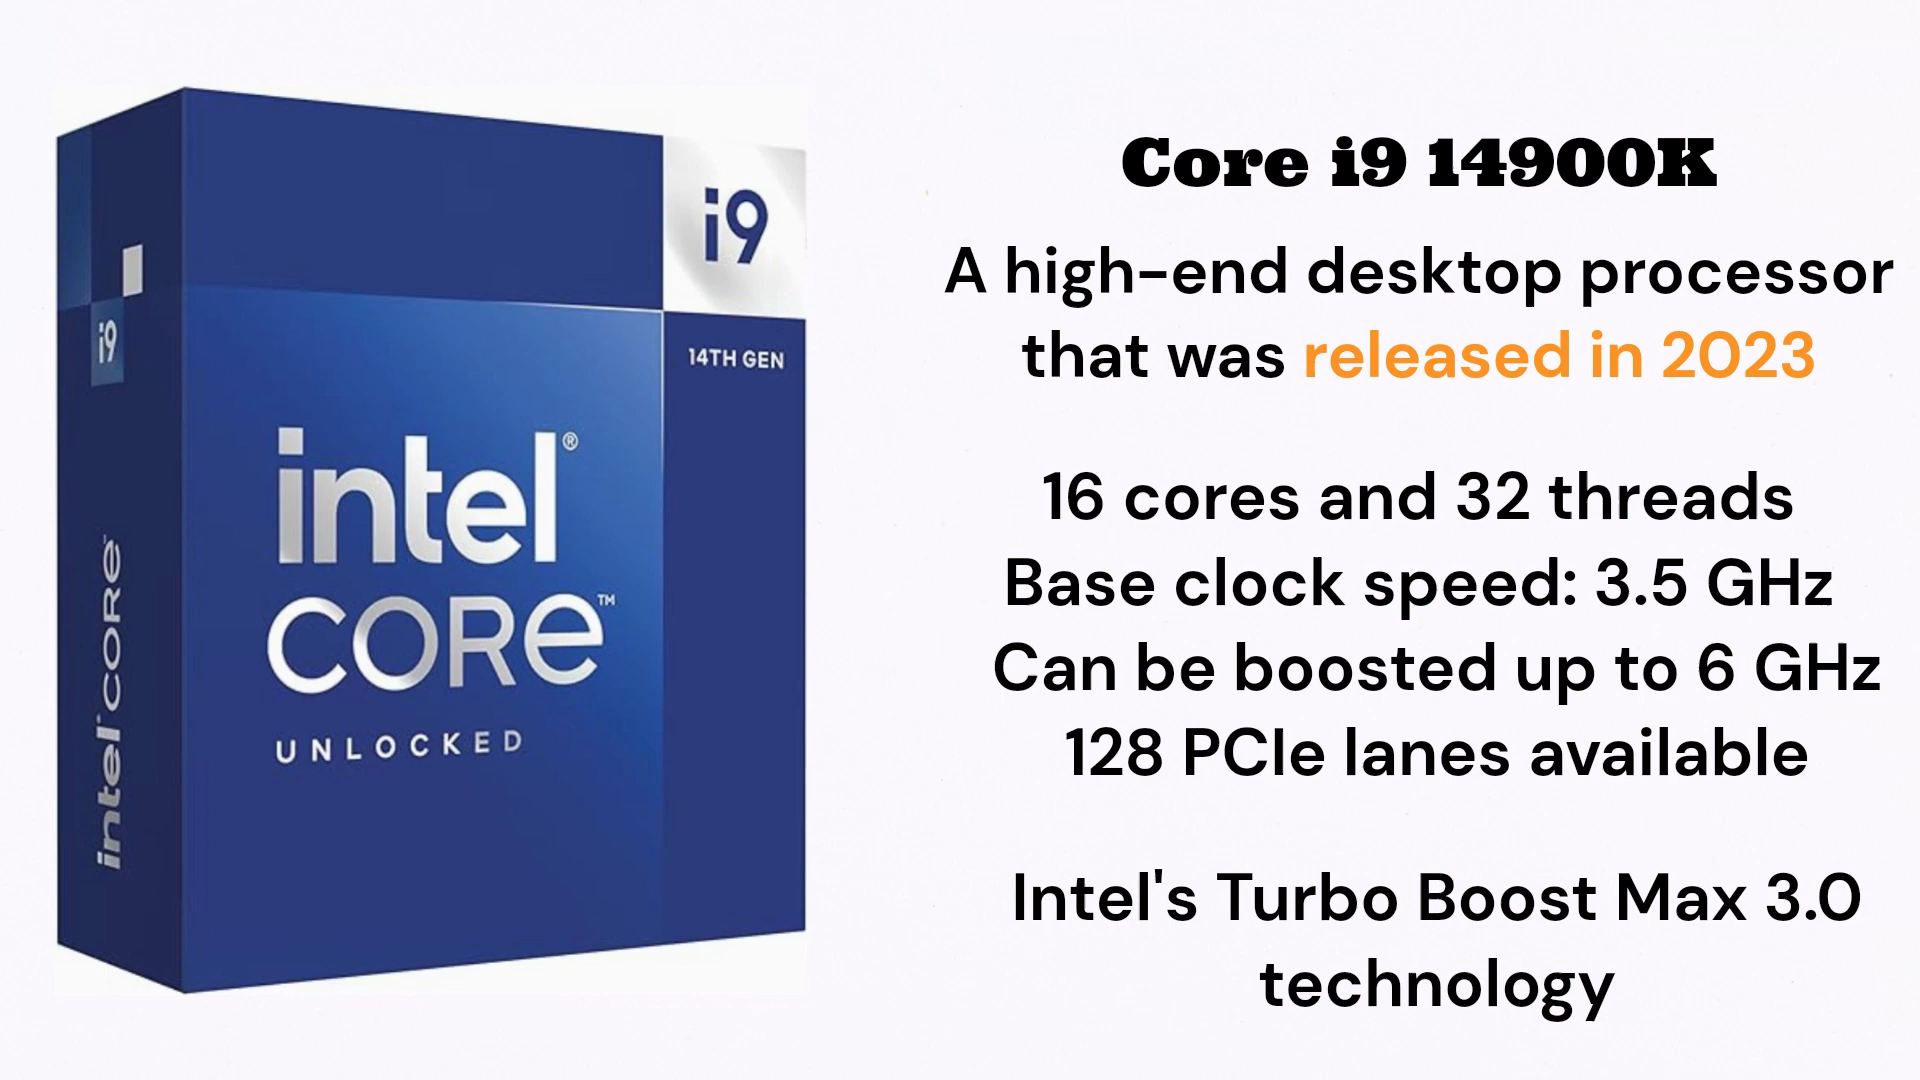 i9
i9
14TH GEN
intel®
CORE™
UNLOCKED
intel CORE
Core i9 14900K
A high-end desktop processor
that was released in 2023
16 cores and 32 threads
Base clock speed: 3.5 GHz
Can be boosted up to 6 GHz
128 PCIe lanes available
Intel's Turbo Boost Max 3.0
technology